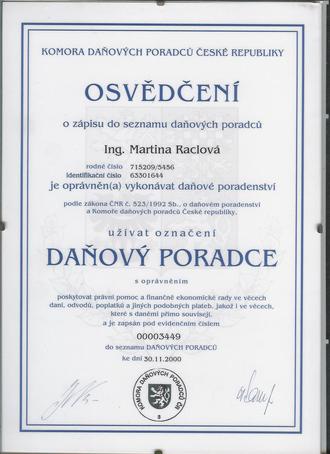 KOMORA DAŇOVÝCH PORADCŮ ČESKÉ REPUBLIKY
OSVĚDČENÍ
o zápisu do seznamu daňových poradců
Ing. Martina Raclová
rodné číslo 715209/5456
identifikační číslo 63301644
je oprávněn(a) vykonávat daňové poradenství
podle zákona ČNR č. 523/1992 Sb., o daňovém poradenství
a Komoře daňových poradců České republiky,
užívat označení
DAŇOVÝ PORADCE
s oprávněním
poskytovat právní pomoc a finančně ekonomické rady ve věcech
daní, odvodů, poplatků a jiných podobných plateb, jakož i ve věcech,
které s daněmi přímo souvisejí,
a je zapsán pod evidenčním číslem
00003449
do seznamu DAŇOVÝCH PORADCŮ
ke dni 30.11.2000
KOMORA DAŇOVÝCH PORADCŮ ČR
3